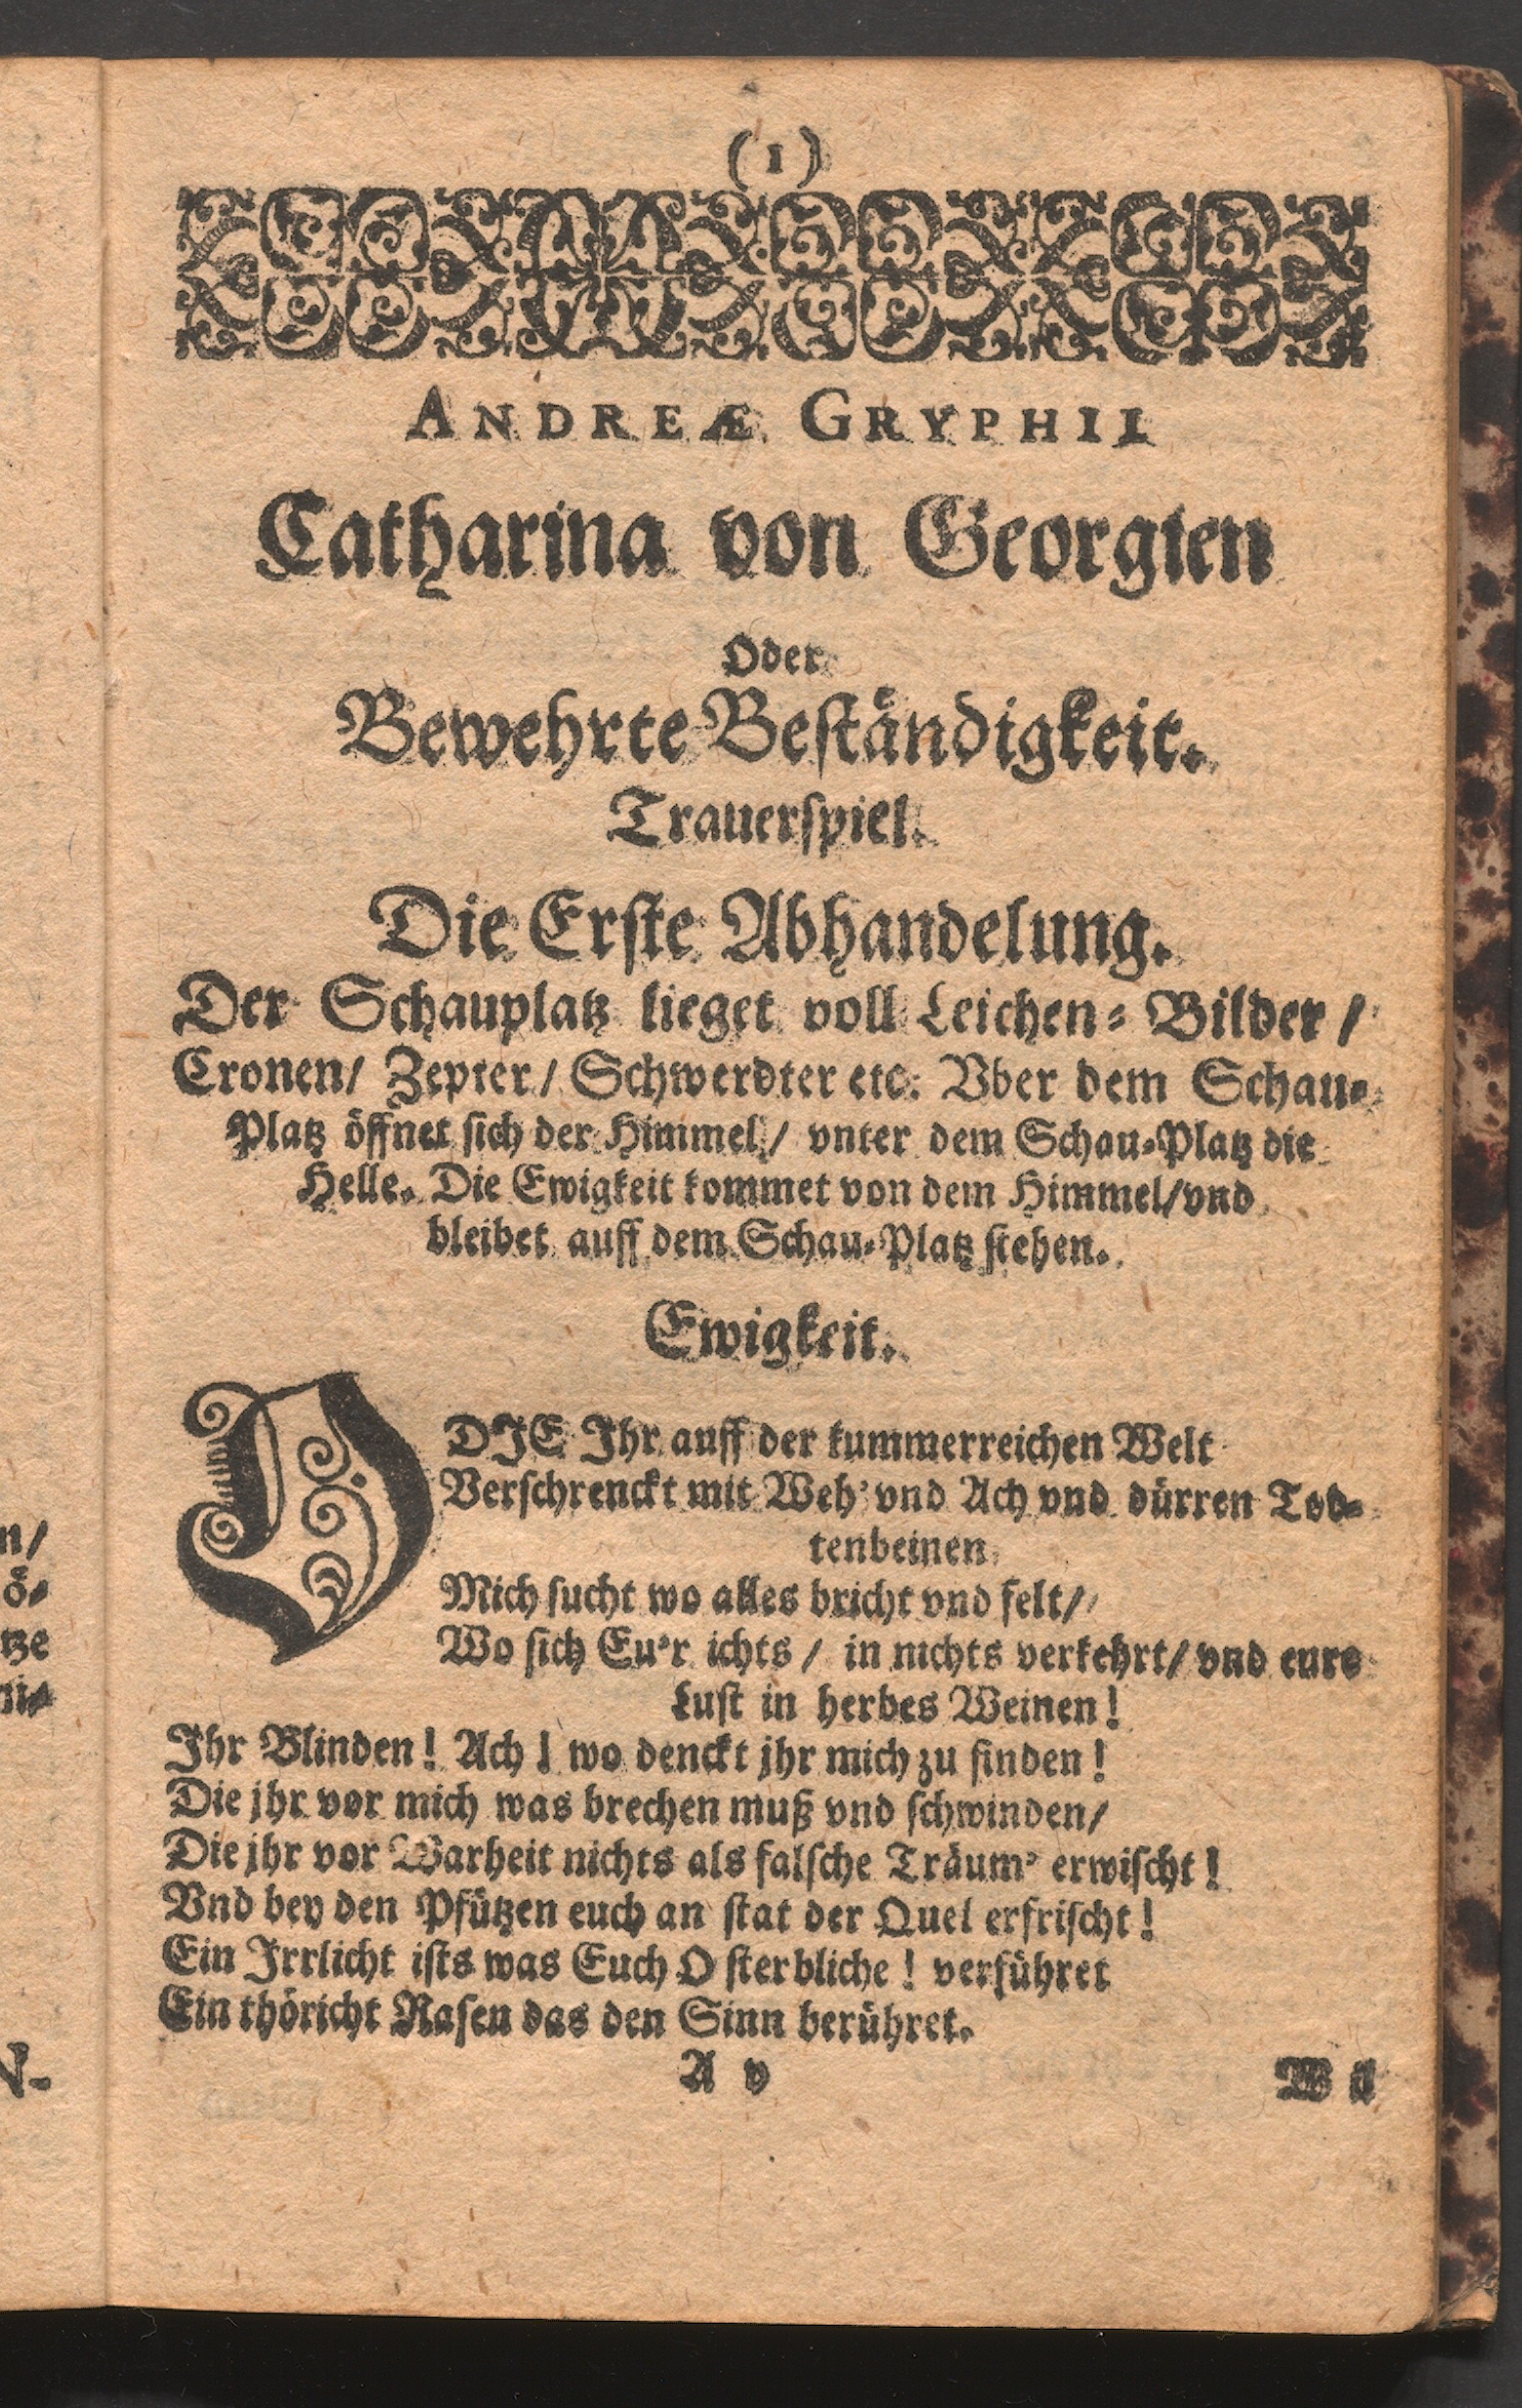 (1)
ANDREÆ GRYPHII
Catharina von Georgien
Oder
Bewehrte Beſtändigkeit.
Trauerſpiel.
Die Erſte Abhandelung.
Der Schauplatz lieget voll Leichen-Bilder /
Cronen/ Zepter/ Schwerdter etc. Vber dem Schau-
Platz öffnet ſich der Himmel / vnter dem Schau-Platz die
Helle. Die Ewigkeit kommet von dem Himmel/vnd
bleibet auff dem Schau-Platz ſtehen.
Ewigkeit.
O DJE Jhr auff der kummerreichen Welt
Verſchrenckt mit Weh' vnd Ach vnd dürren Tod-
tenbeinen
Mich ſucht wo alles bricht vnd felt/
Wo ſich Eu'r ichts / in nichts verkehrt/ vnd eure
Luſt in herbes Weinen!
Jhr Blinden! Ach! wo denckt jhr mich zu finden!
Die jhr vor mich was brechen muß vnd ſchwinden/
Die jhr vor Warheit nichts als falſche Träum' erwiſcht!
Vnd bey den Pfützen euch an ſtat der Quel erfriſcht!
Ein Jrrlicht iſts was Euch O ſterbliche! verführet
Ein thöricht Raſen das den Sinn berühret.
A v
n/
ö-
tze
ni-
N-